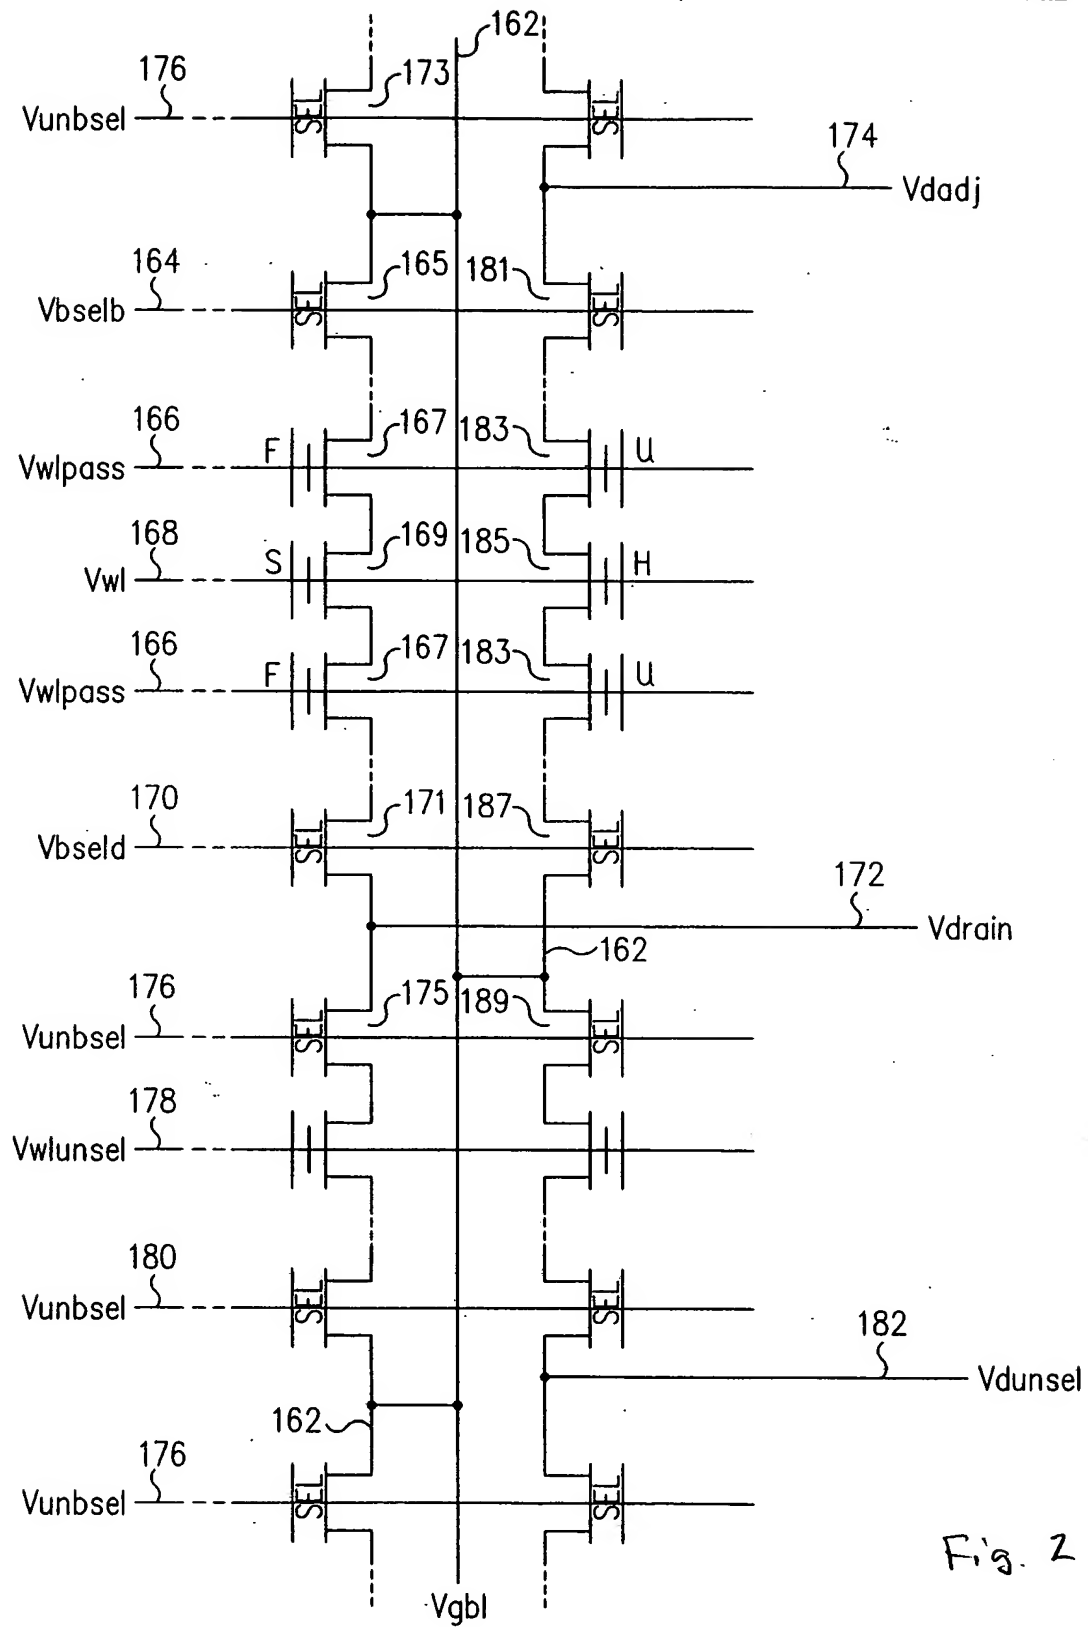 162
176 173
Vunbsel SEL SEL
174
Vdadj
164 165 181
Vbselb SEL SEL
166 167 183
Vwlpass F U
168 169 185
Vwl S H
166 167 183
Vwlpass F U
170 171 187
Vbseld SEL SEL
172
Vdrain
162
176 175 189
Vunbsel SEL SEL
178
Vwlunsel
180
Vunbsel SEL SEL
182
Vdunsel
162
176
Vunbsel SEL SEL
Fig. 2
Vgbl